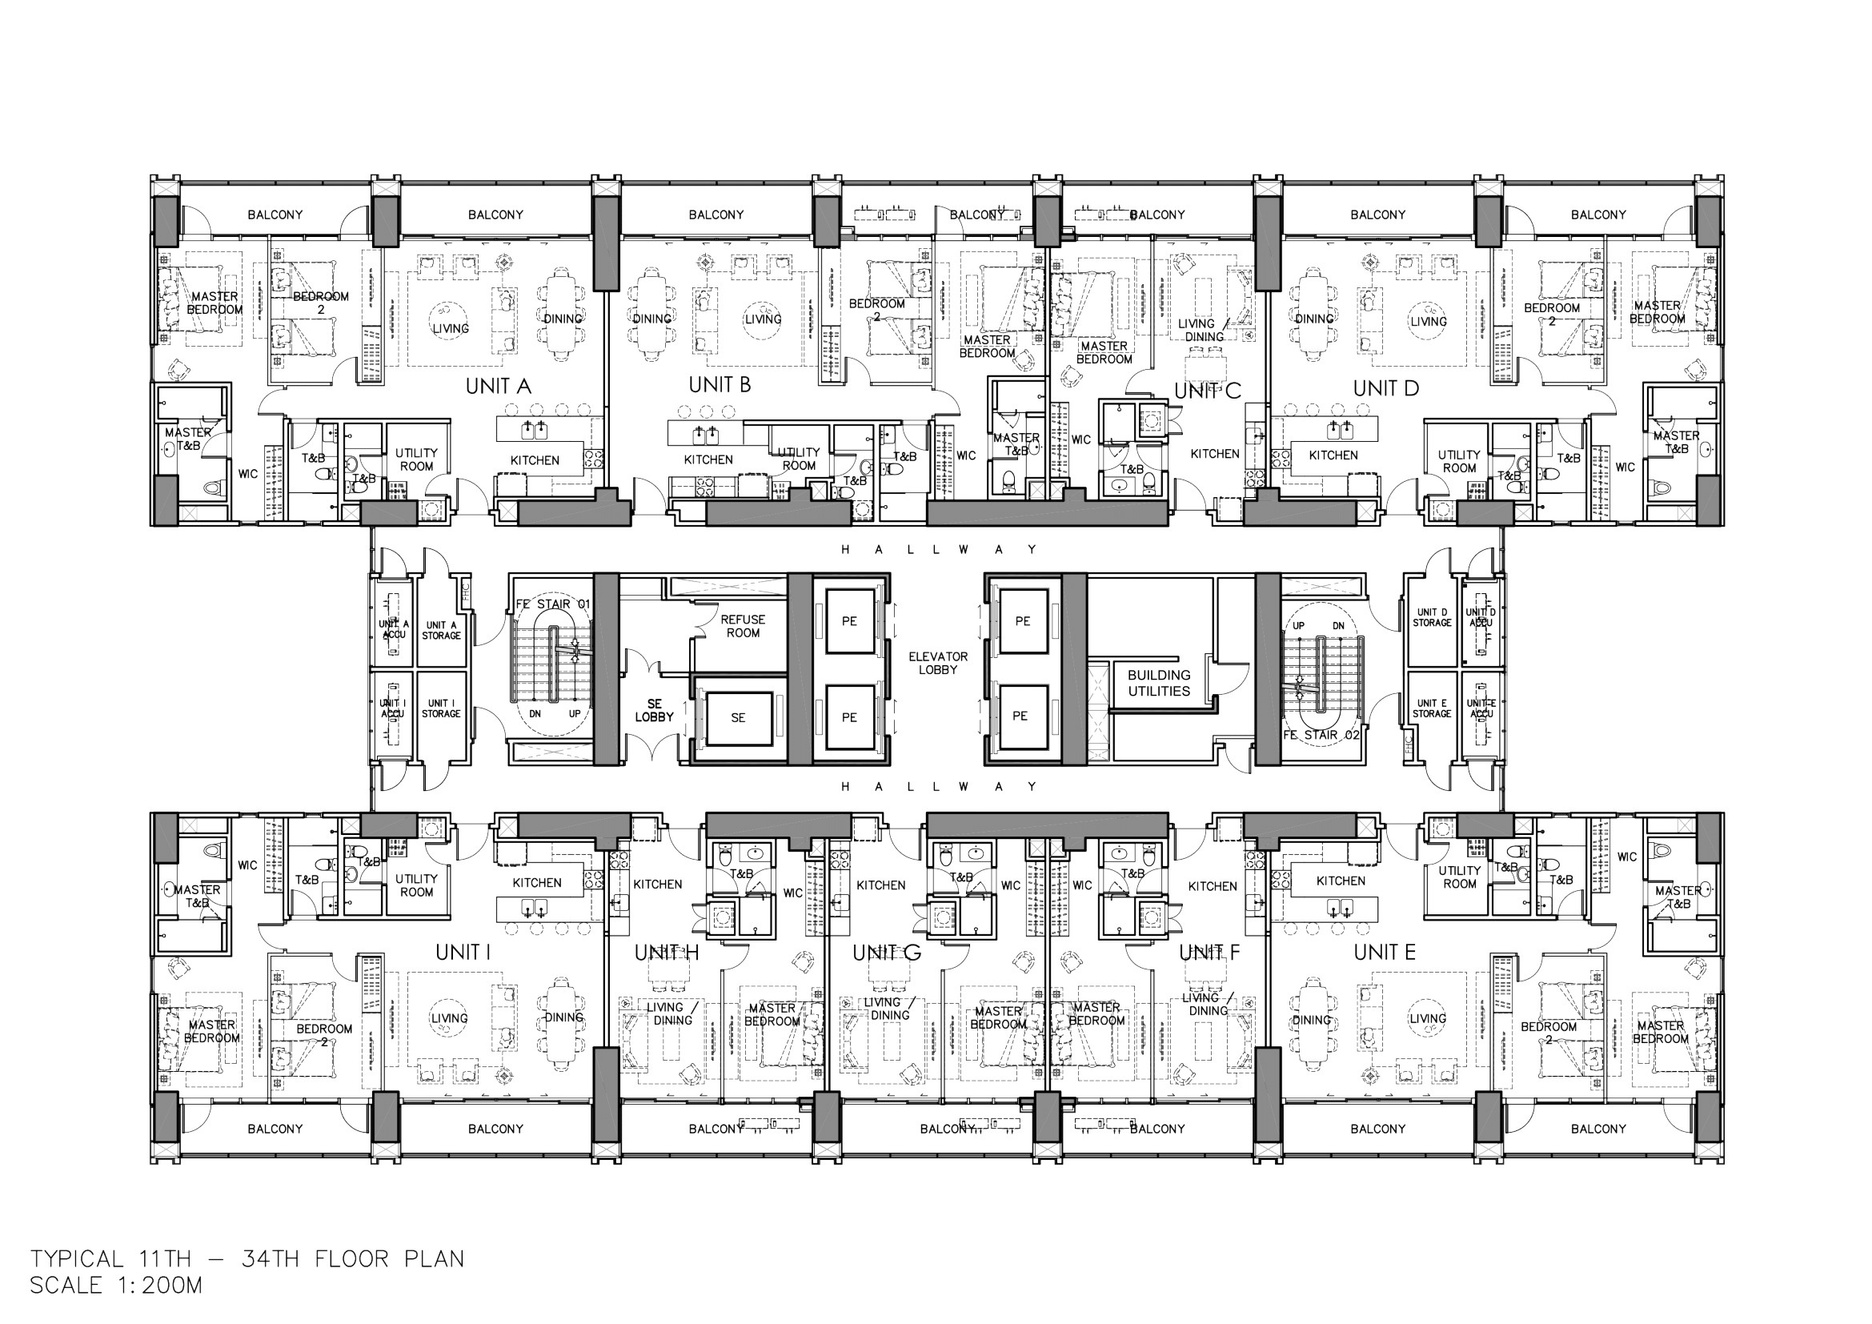 BALCONY
BALCONY
BALCONY
BALCONY
BALCONY
BALCONY
BALCONY
MASTER
BEDROOM
BEDROOM
2
LIVING
DINING
UNIT A
MASTER
T&B
WIC
T&B
T&B
UTILITY
ROOM
KITCHEN
DINING
LIVING
BEDROOM
2
MASTER
BEDROOM
UNIT B
KITCHEN
UTILITY
ROOM
T&B
T&B
WIC
MASTER
T&B
MASTER
BEDROOM
LIVING /
DINING
UNIT C
WIC
T&B
KITCHEN
DINING
LIVING
BEDROOM
2
MASTER
BEDROOM
UNIT D
KITCHEN
UTILITY
ROOM
T&B
T&B
WIC
MASTER
T&B
HALLWAY
UNIT A
ACCU
UNIT A
STORAGE
FHC
FE STAIR 01
REFUSE
ROOM
PE
ELEVATOR
LOBBY
PE
BUILDING
UTILITIES
UP
DN
UNIT D
STORAGE
UNIT D
ACCU
UNIT I
ACCU
UNIT I
STORAGE
DN
UP
SE
LOBBY
SE
PE
PE
FE STAIR 02
FHC
UNIT E
STORAGE
UNIT E
ACCU
HALLWAY
MASTER
T&B
WIC
T&B
T&B
UTILITY
ROOM
KITCHEN
UNIT I
MASTER
BEDROOM
BEDROOM
2
LIVING
DINING
KITCHEN
T&B
WIC
UNIT H
LIVING /
DINING
MASTER
BEDROOM
KITCHEN
T&B
WIC
UNIT G
LIVING /
DINING
MASTER
BEDROOM
WIC
T&B
KITCHEN
UNIT F
MASTER
BEDROOM
LIVING /
DINING
KITCHEN
UTILITY
ROOM
T&B
T&B
WIC
MASTER
T&B
UNIT E
DINING
LIVING
BEDROOM
2
MASTER
BEDROOM
BALCONY
BALCONY
BALCONY
BALCONY
BALCONY
BALCONY
BALCONY
TYPICAL 11TH – 34TH FLOOR PLAN
SCALE 1:200M